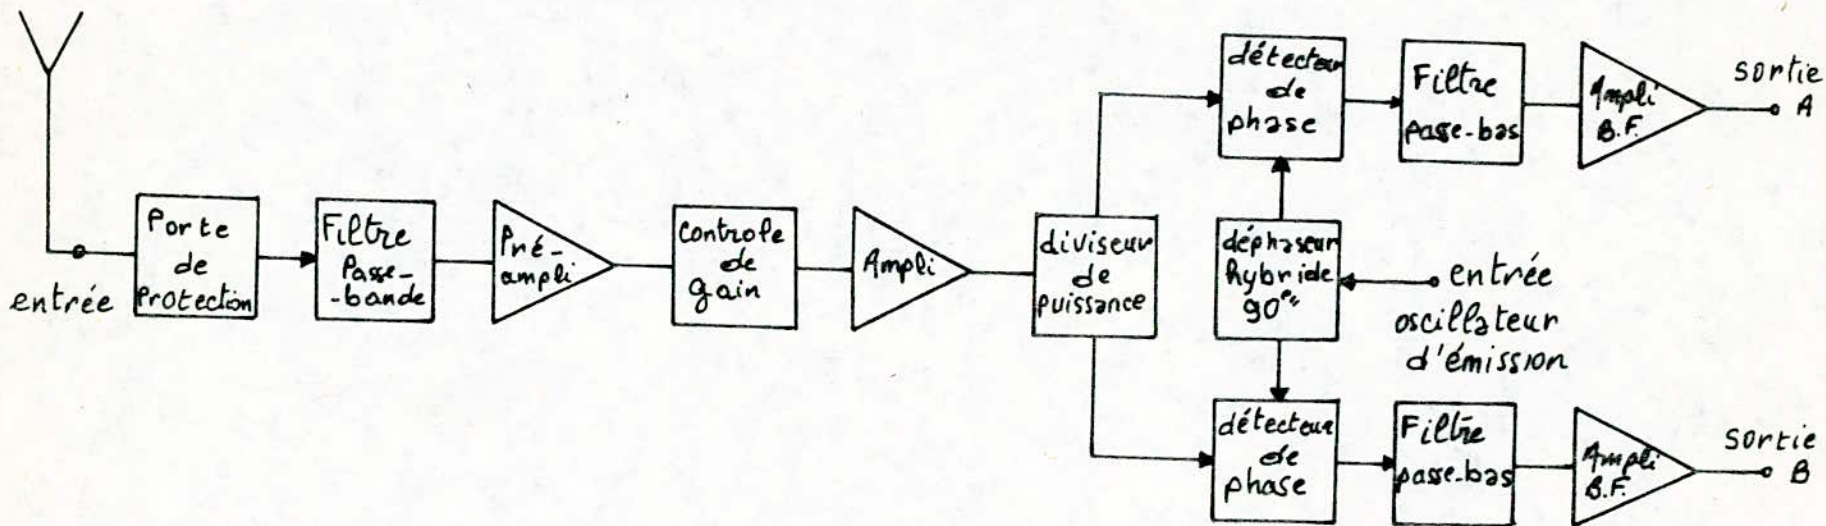 entrée
Porte
de
Protection
Filtre
Passe-
-bande
Pré-
ampli
Controle
de
gain
Ampli
diviseur
de
puissance
détecteur
de
phase
Filtre
passe-bas
Ampli
B.F.
sortie
A
déphaseur
hybride
90°
entrée
oscillateur
d'émission
détecteur
de
phase
Filtre
passe-bas
Ampli
B.F.
sortie
B